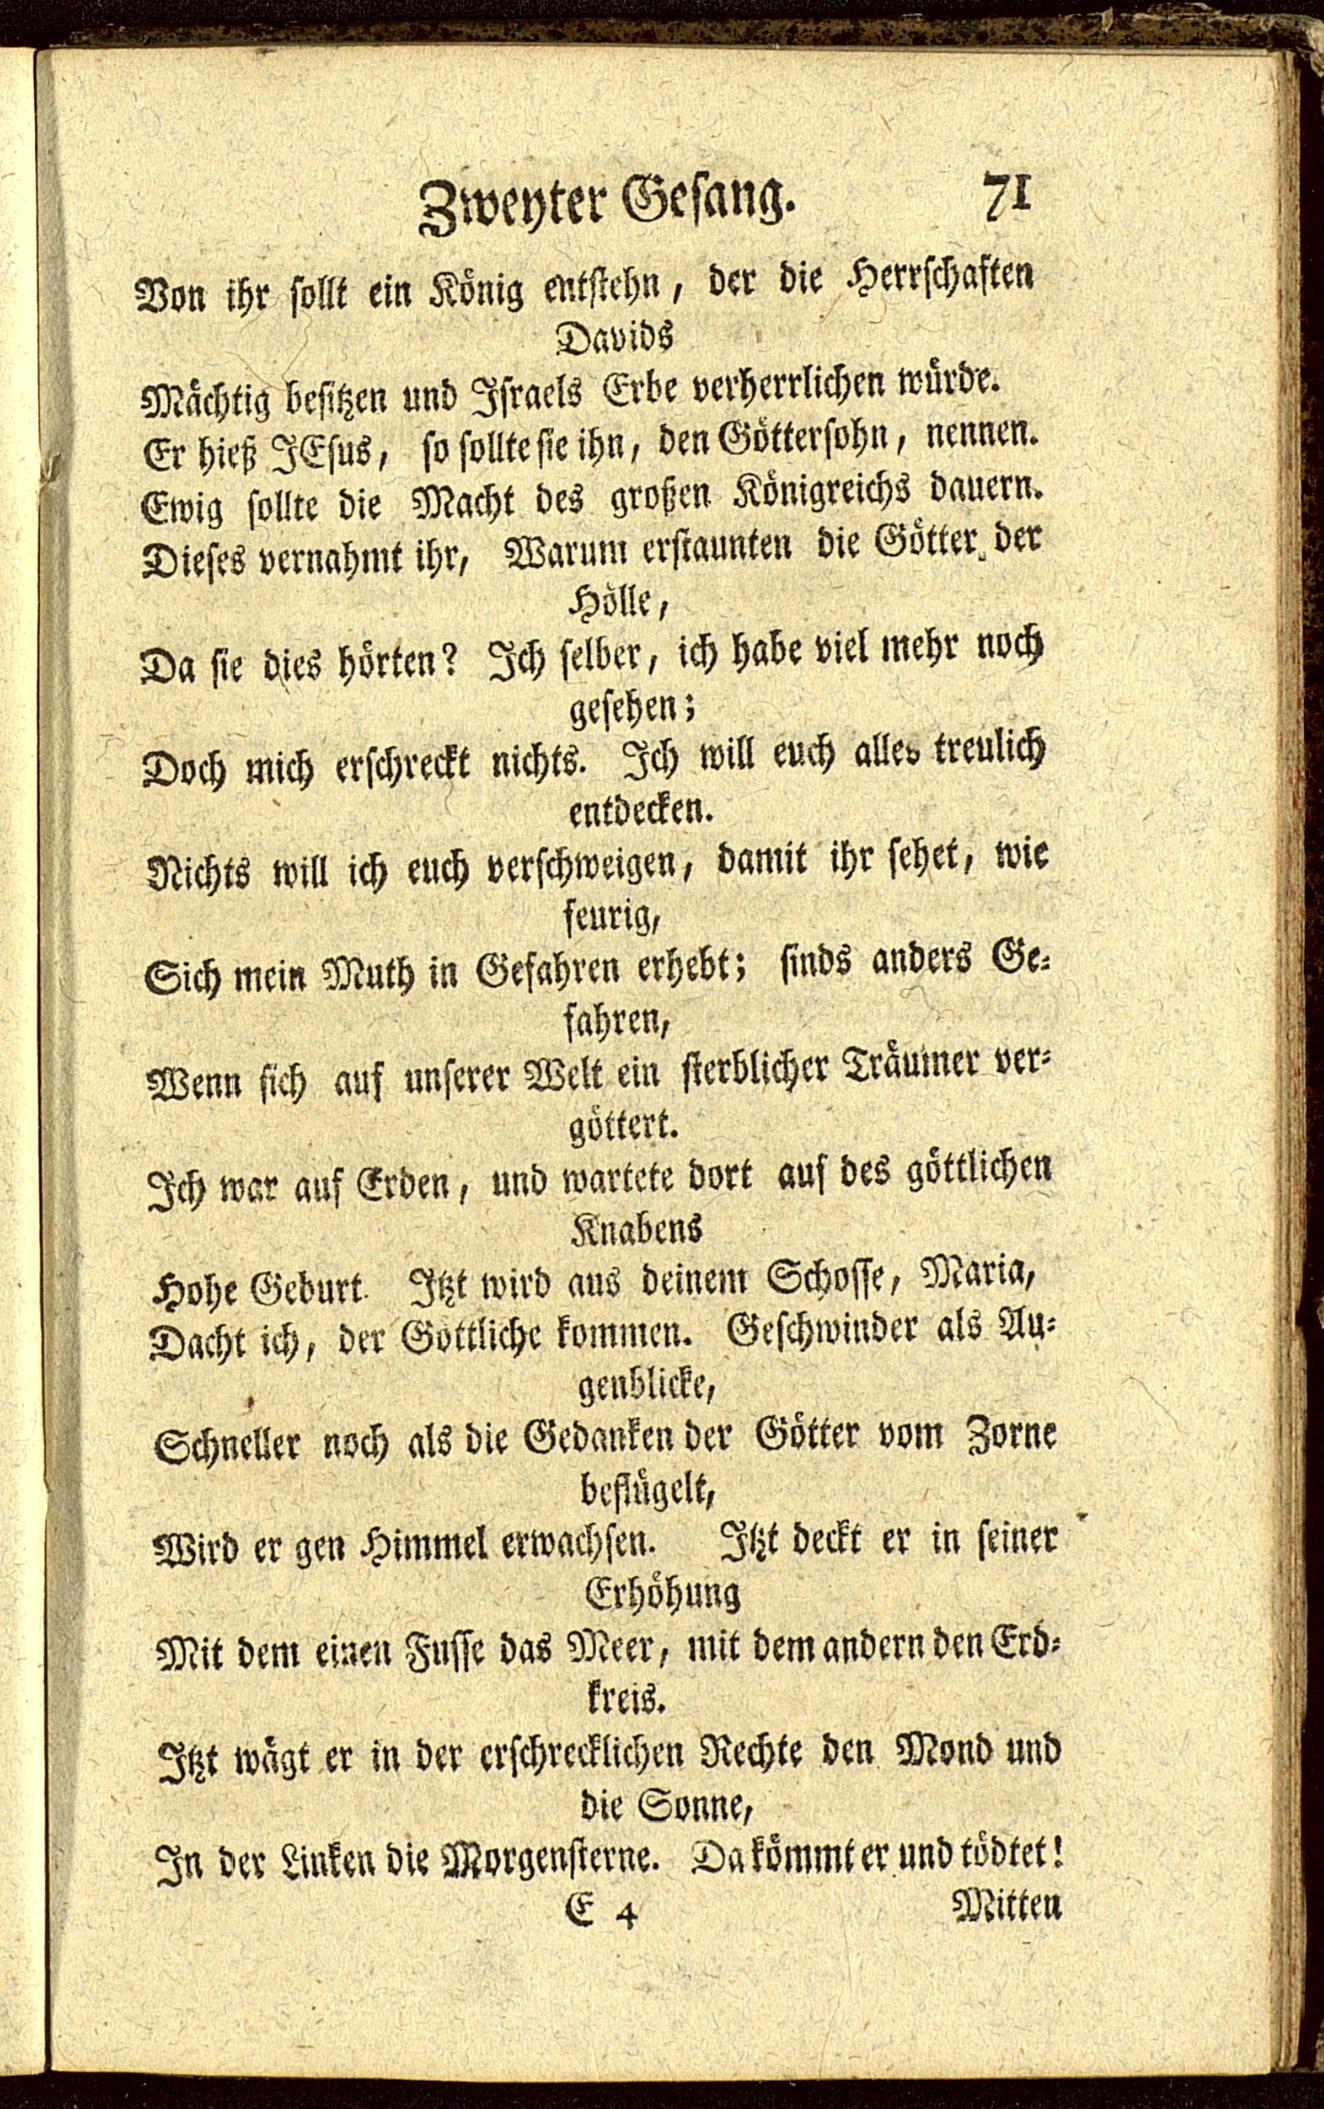 Zweyter Gesang. 71
Von ihr sollt ein König entstehn, der die Herrschaften
Davids
Mächtig besitzen und Israels Erbe verherrlichen würde.
Er hieß JEsus, so sollte sie ihn, den Göttersohn, nennen.
Ewig sollte die Macht des großen Königreichs dauern.
Dieses vernahmt ihr, Warum erstaunten die Götter der
Hölle,
Da sie dies hörten? Ich selber, ich habe viel mehr noch
gesehen;
Doch mich erschreckt nichts. Ich will euch alles treulich
entdecken.
Nichts will ich euch verschweigen, damit ihr sehet, wie
feurig,
Sich mein Muth in Gefahren erhebt; sinds anders Ge-
fahren,
Wenn sich auf unserer Welt ein sterblicher Träumer ver-
göttert.
Ich war auf Erden, und wartete dort auf des göttlichen
Knabens
Hohe Geburt. Itzt wird aus deinem Schosse, Maria,
Dacht ich, der Göttliche kommen. Geschwinder als Au-
genblicke,
Schneller noch als die Gedanken der Götter vom Zorne
beflügelt,
Wird er gen Himmel erwachsen. Itzt deckt er in seiner
Erhöhung
Mit dem einen Fusse das Meer, mit dem andern den Erd-
kreis.
Itzt wägt er in der erschrecklichen Rechte den Mond und
die Sonne,
In der Linken die Morgensterne. Da kömmt er und tödtet!
E 4 Mitten